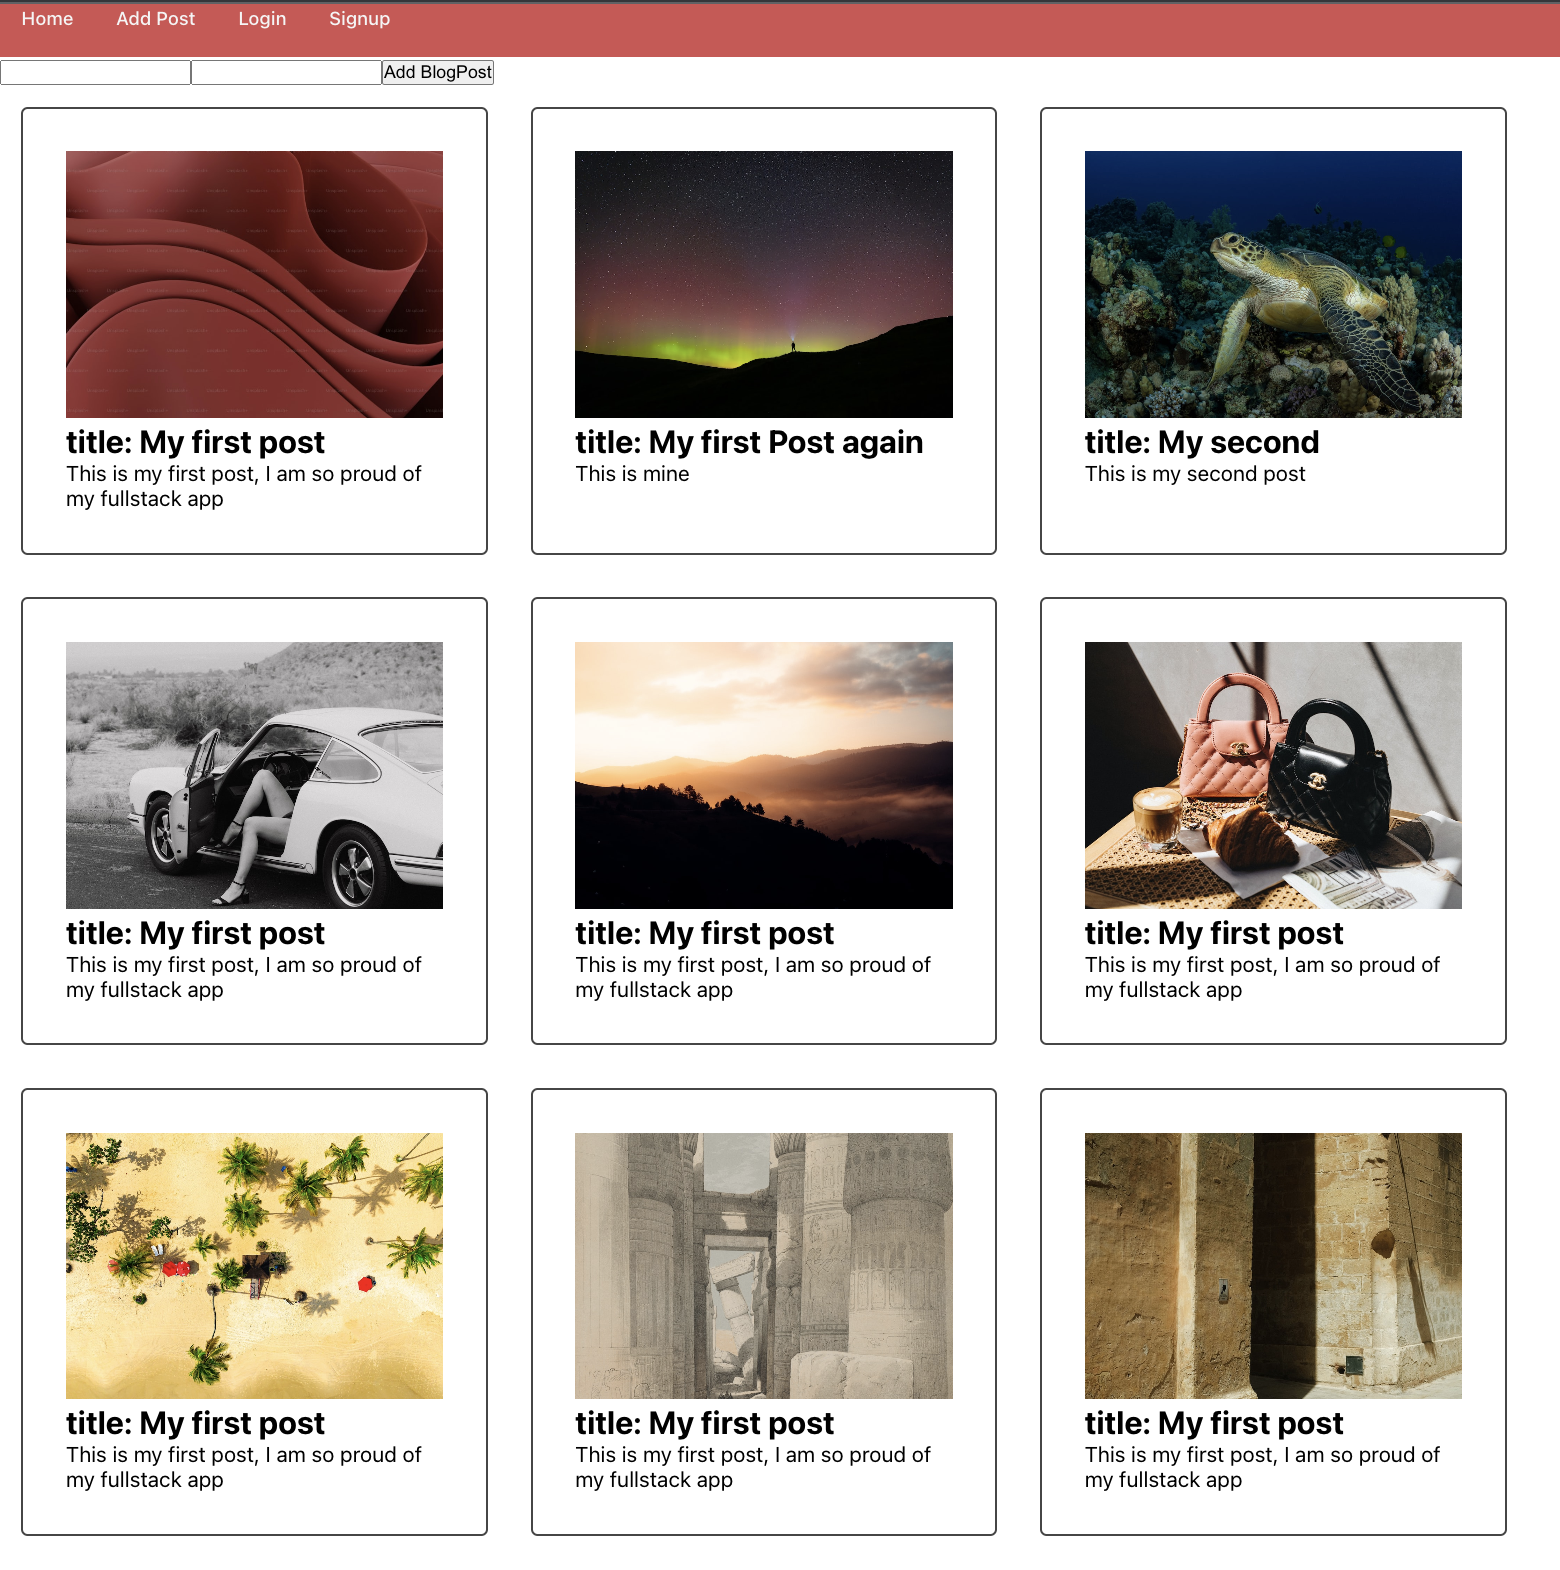 Home Add Post Login Signup
Add BlogPost
title: My first post
This is my first post, I am so proud of
my fullstack app
title: My first Post again
This is mine
title: My second
This is my second post
title: My first post
This is my first post, I am so proud of
my fullstack app
title: My first post
This is my first post, I am so proud of
my fullstack app
title: My first post
This is my first post, I am so proud of
my fullstack app
title: My first post
This is my first post, I am so proud of
my fullstack app
title: My first post
This is my first post, I am so proud of
my fullstack app
title: My first post
This is my first post, I am so proud of
my fullstack app